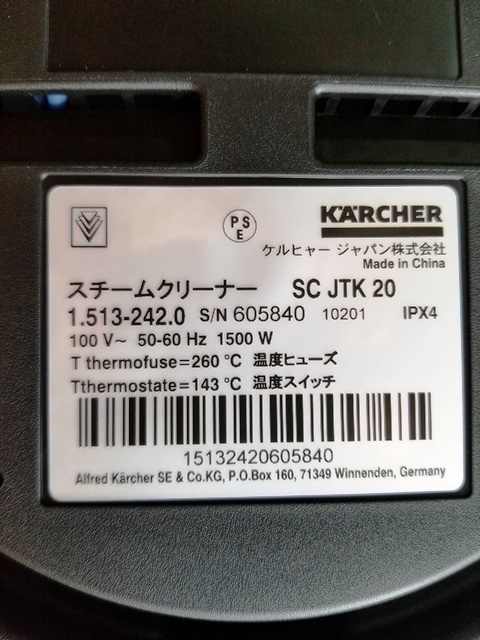 PS
E
KÄRCHER
ケルヒャー ジャパン株式会社
Made in China
スチームクリーナー SC JTK 20
1.513-242.0 S/N 605840 10201 IPX4
100 V~ 50-60 Hz 1500 W
T thermofuse=260 °C 温度ヒューズ
Tthermostate=143 °C 温度スイッチ
15132420605840
Alfred Kärcher SE & Co.KG, P.O.Box 160, 71349 Winnenden, Germany